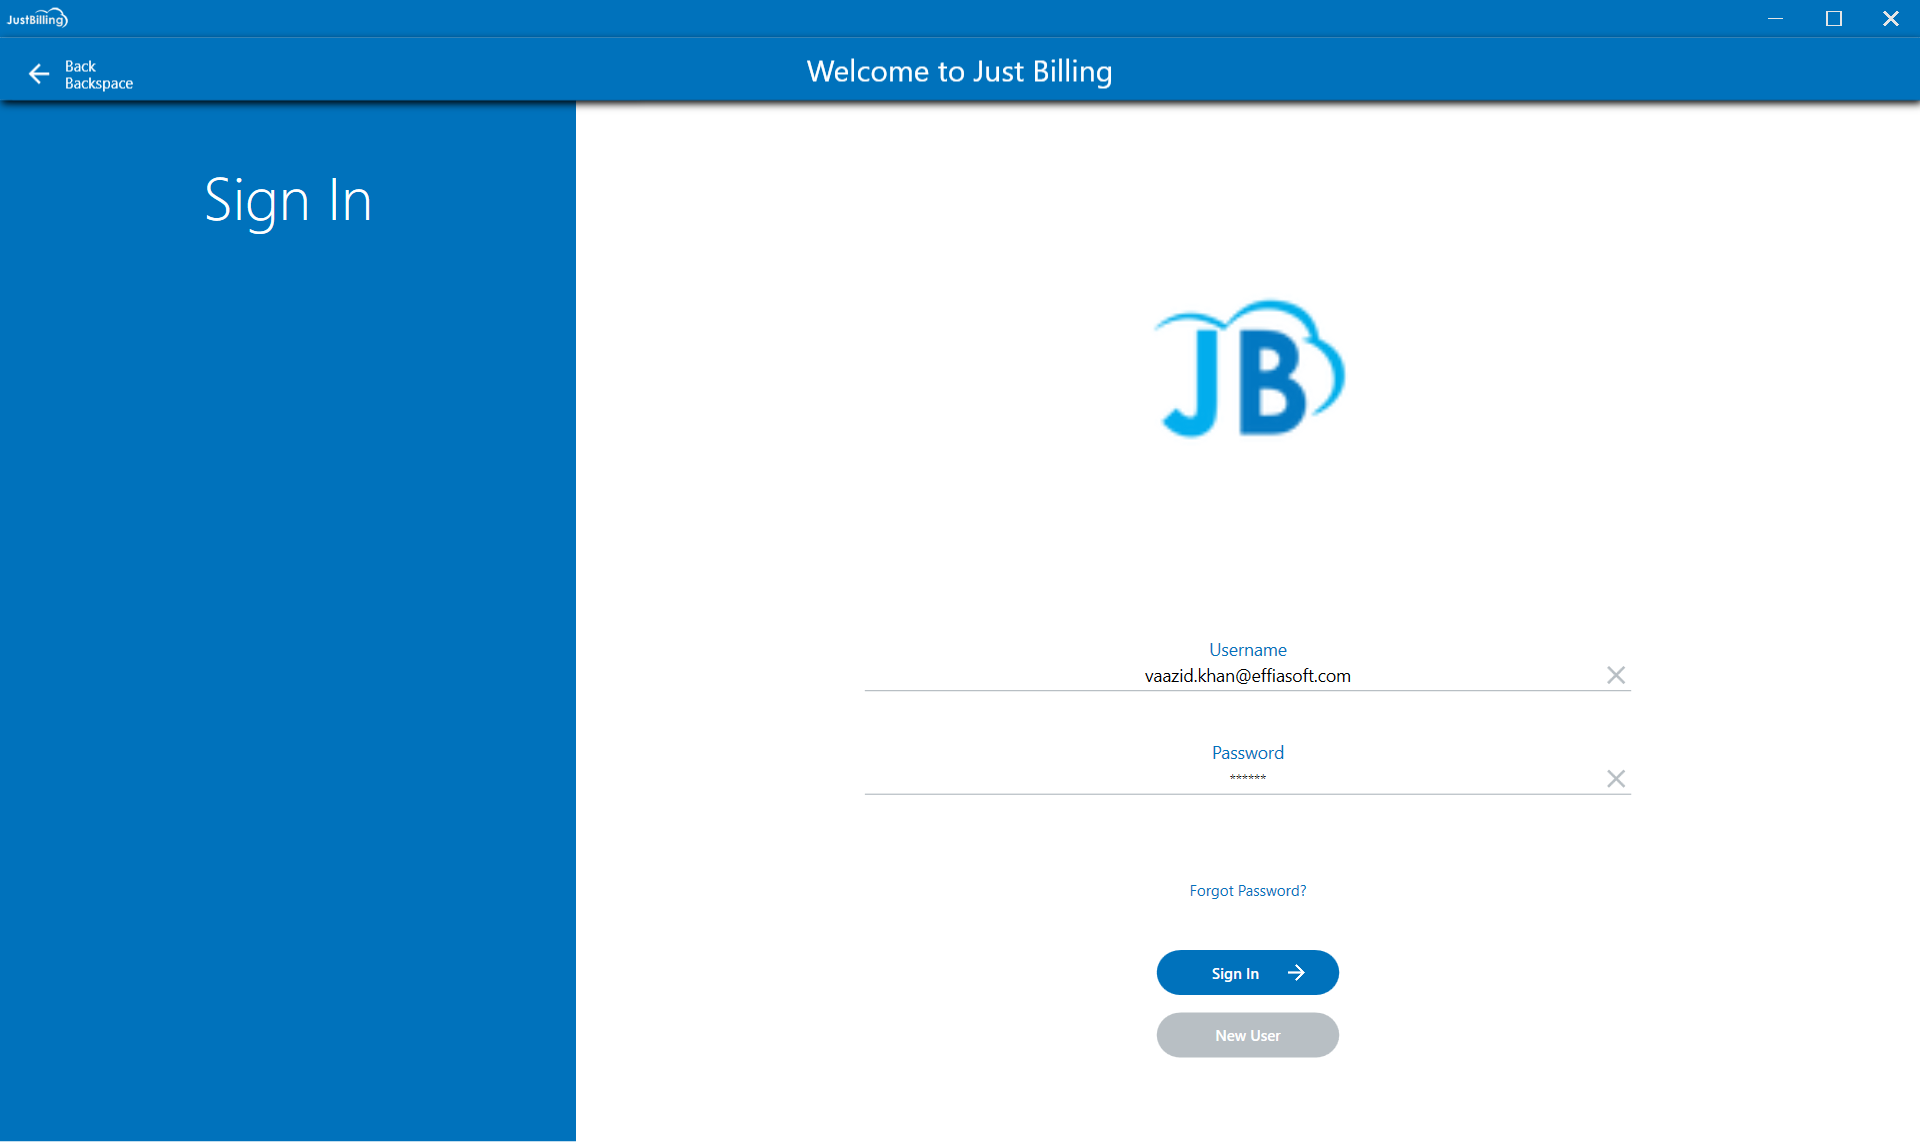 JustBilling
Back
Backspace
Welcome to Just Billing
Sign In
JB
Username
vaazid.khan@effiasoft.com
Password
******
Forgot Password?
Sign In
New User